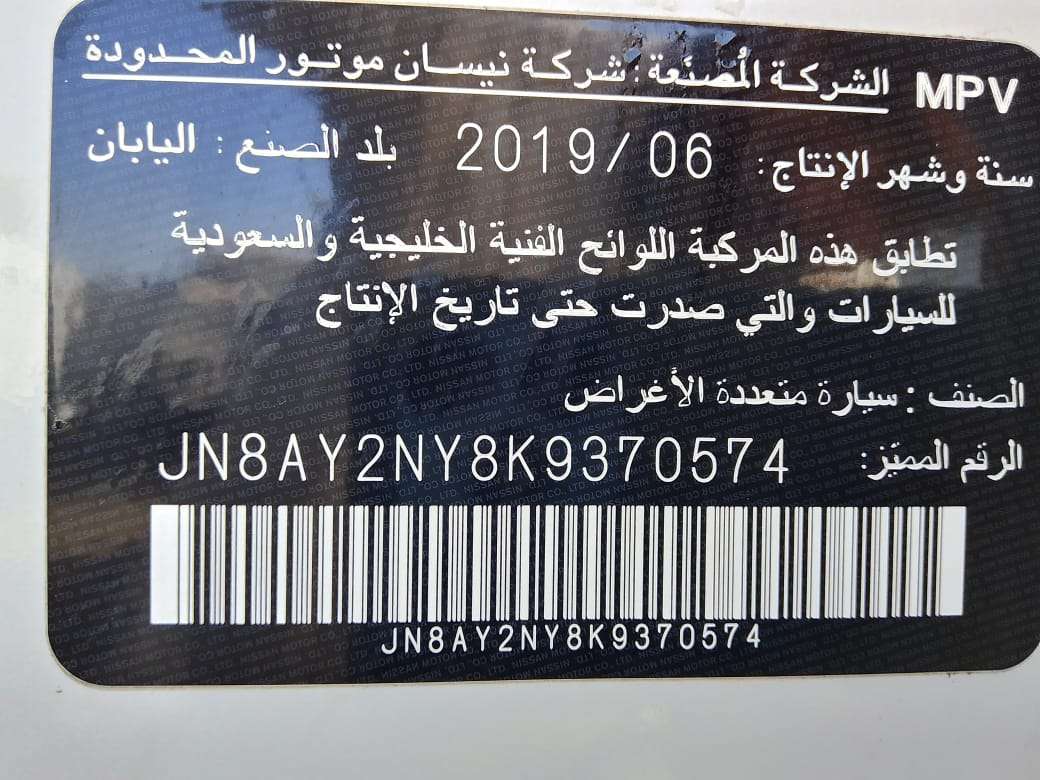 MPV الشركة المُصنعة: شركة نيسان موتور المحدودة
سنة وشهر الإنتاج: 2019/06 بلد الصنع : اليابان
تطابق هذه المركبة اللوائح الفنية الخليجية والسعودية
للسيارات والتي صدرت حتى تاريخ الإنتاج
الصنف : سيارة متعددة الأغراض
الرقم المميّز: JN8AY2NY8K9370574
JN8AY2NY8K9370574